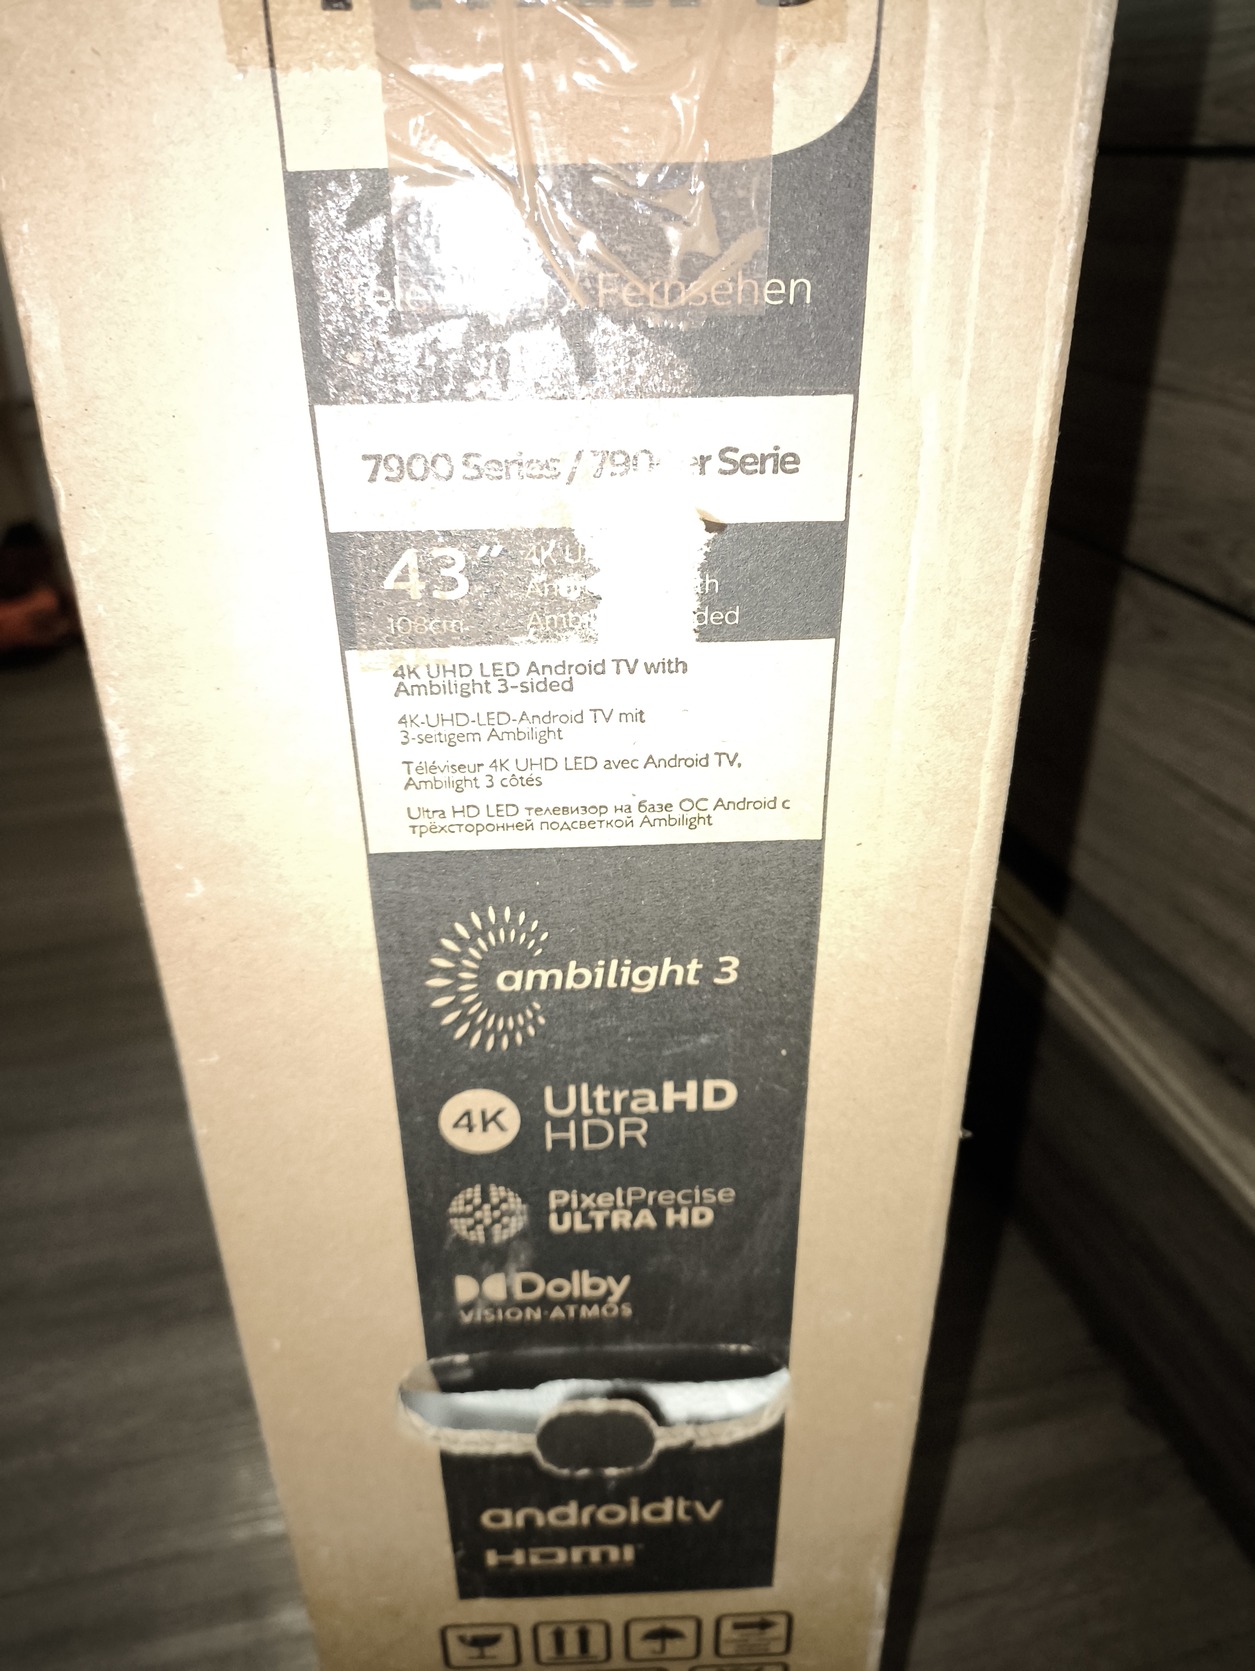 Fernsehen
7900 Series / 790 er Serie
43"
4K U
108cm
ded
4K UHD LED Android TV with
Ambilight 3-sided
4K-UHD-LED-Android TV mit
3-seitigem Ambilight
Téléviseur 4K UHD LED avec Android TV,
Ambilight 3 côtés
Ultra HD LED телевизор на базе ОС Android с
трёхсторонней подсветкой Ambilight
ambilight 3
4K UltraHD
HDR
PixelPrecise
ULTRA HD
Dolby
VISION·ATMOS
androidtv
HDMI